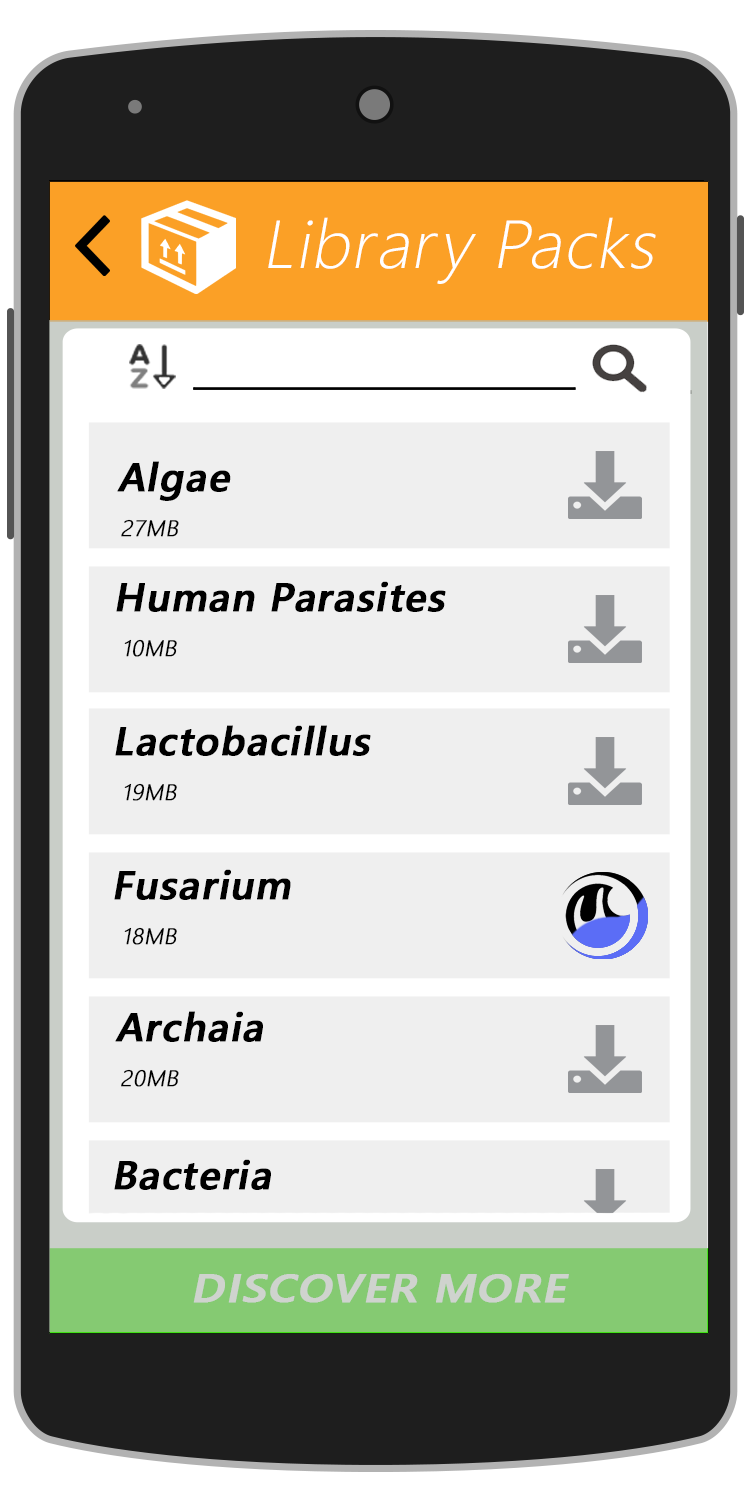 Library Packs
A
Z
Algae
27MB
Human Parasites
10MB
Lactobacillus
19MB
Fusarium
18MB
Archaia
20MB
Bacteria
DISCOVER MORE